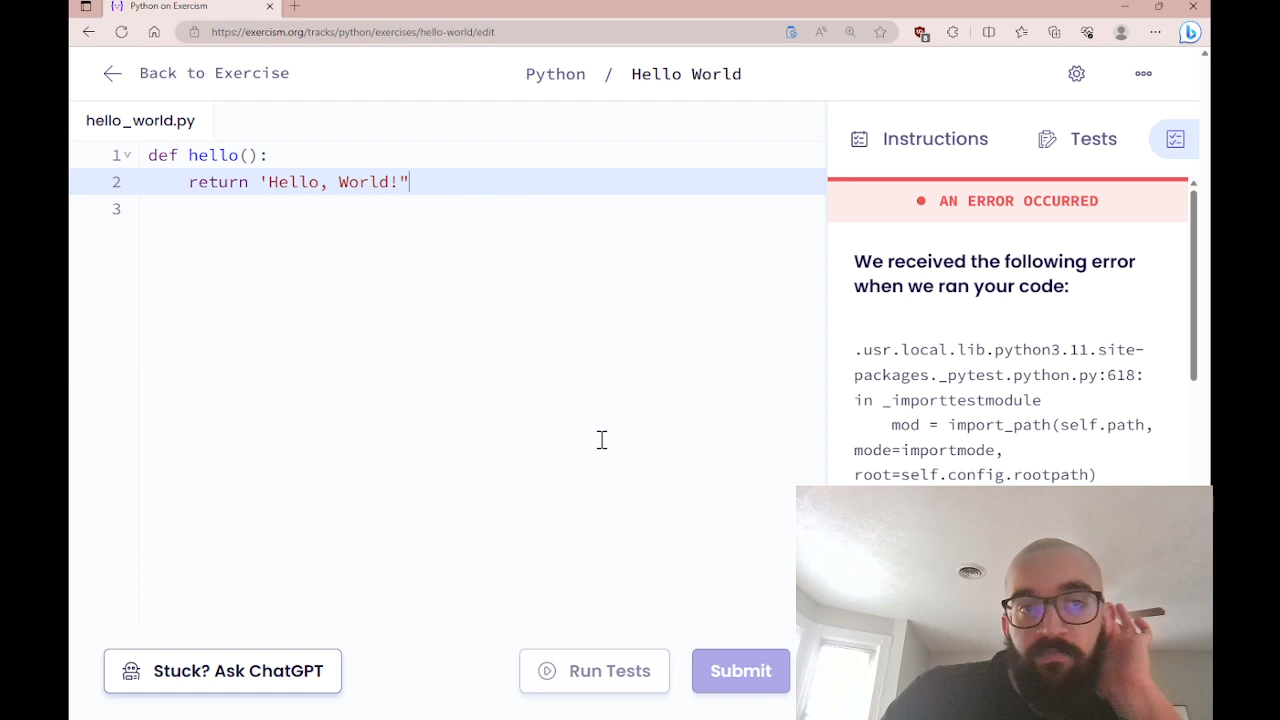 Python on Exercism
https://exercism.org/tracks/python/exercises/hello-world/edit
Back to Exercise
Python / Hello World
hello_world.py
Instructions
Tests
1 def hello():
2 return 'Hello, World!"
3
AN ERROR OCCURRED
We received the following error
when we ran your code:
.usr.local.lib.python3.11.site-
packages._pytest.python.py:618:
in _importtestmodule
mod = import_path(self.path,
mode=importmode,
root=self.config.rootpath)
Stuck? Ask ChatGPT
Run Tests
Submit